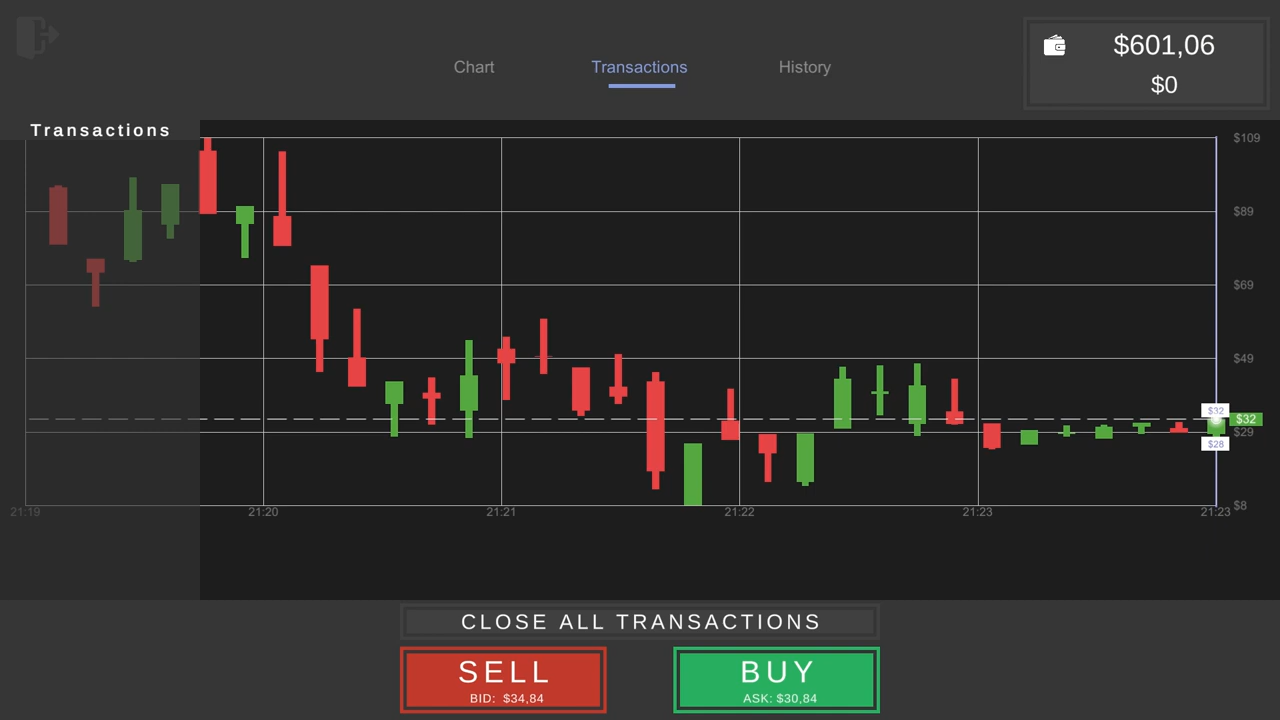 Chart
Transactions
History
$601,06
$0
Transactions
$109
$89
$69
$49
$32
$32
$29
$28
$8
21:19
21:20
21:21
21:22
21:23
21:23
CLOSE ALL TRANSACTIONS
SELL
BID: $34,84
BUY
ASK: $30,84